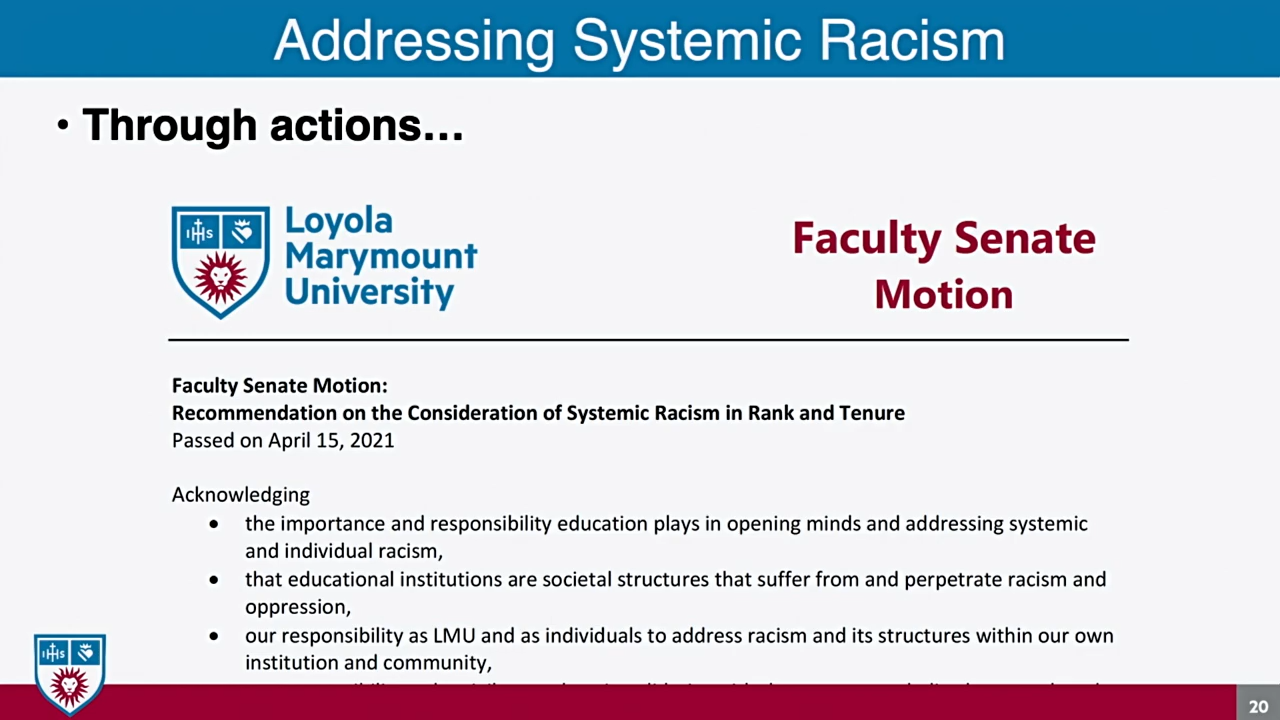 Addressing Systemic Racism
• Through actions...
IHS
Loyola
Marymount
University
Faculty Senate
Motion
Faculty Senate Motion:
Recommendation on the Consideration of Systemic Racism in Rank and Tenure
Passed on April 15, 2021
Acknowledging
• the importance and responsibility education plays in opening minds and addressing systemic
and individual racism,
• that educational institutions are societal structures that suffer from and perpetrate racism and
oppression,
• our responsibility as LMU and as individuals to address racism and its structures within our own
institution and community,
IHS
20